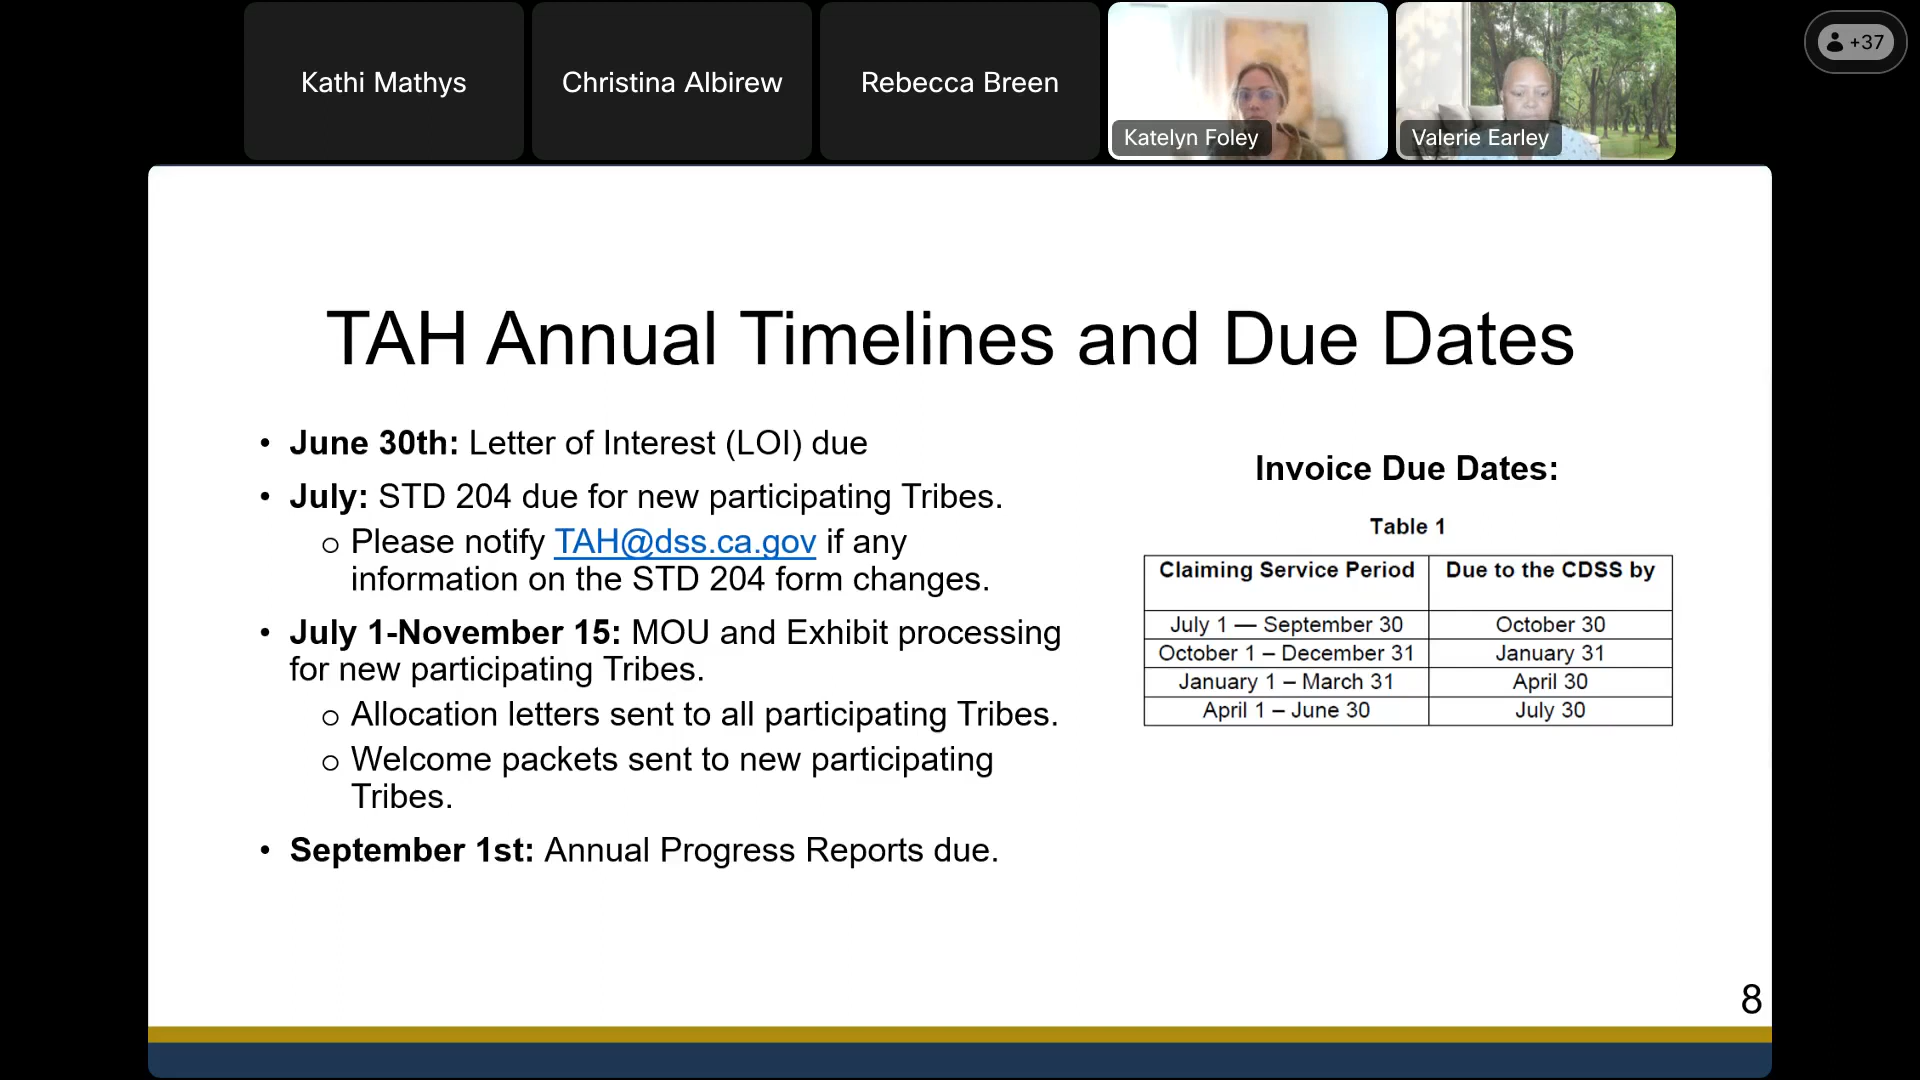 Kathi Mathys
Christina Albirew
Rebecca Breen
Katelyn Foley
Valerie Earley
+37
TAH Annual Timelines and Due Dates
• June 30th: Letter of Interest (LOI) due
• July: STD 204 due for new participating Tribes.
o Please notify TAH@dss.ca.gov if any
information on the STD 204 form changes.
• July 1-November 15: MOU and Exhibit processing
for new participating Tribes.
o Allocation letters sent to all participating Tribes.
o Welcome packets sent to new participating
Tribes.
• September 1st: Annual Progress Reports due.
Invoice Due Dates:
Table 1
Claiming Service Period Due to the CDSS by
July 1 — September 30 October 30
October 1 – December 31 January 31
January 1 – March 31 April 30
April 1 – June 30 July 30
8